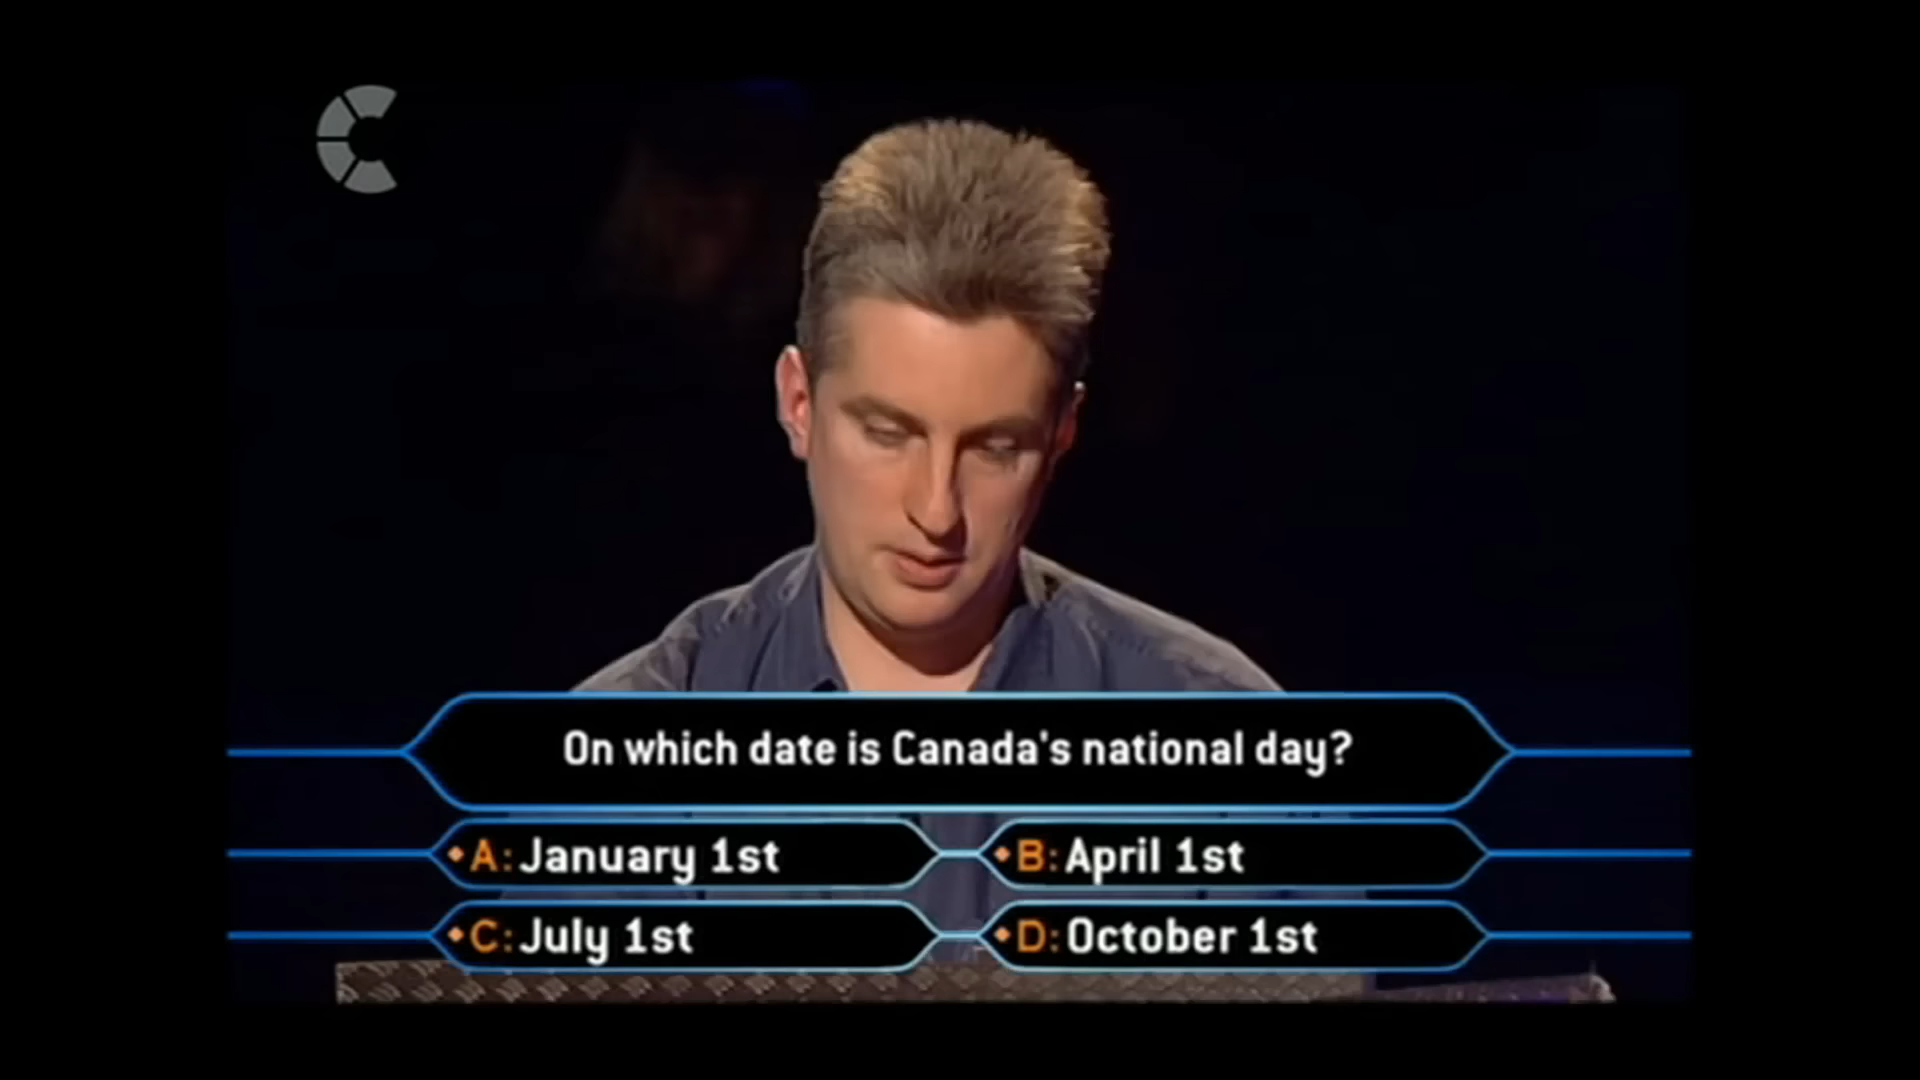 On which date is Canada's national day?
A: January 1st
B: April 1st
C: July 1st
D: October 1st